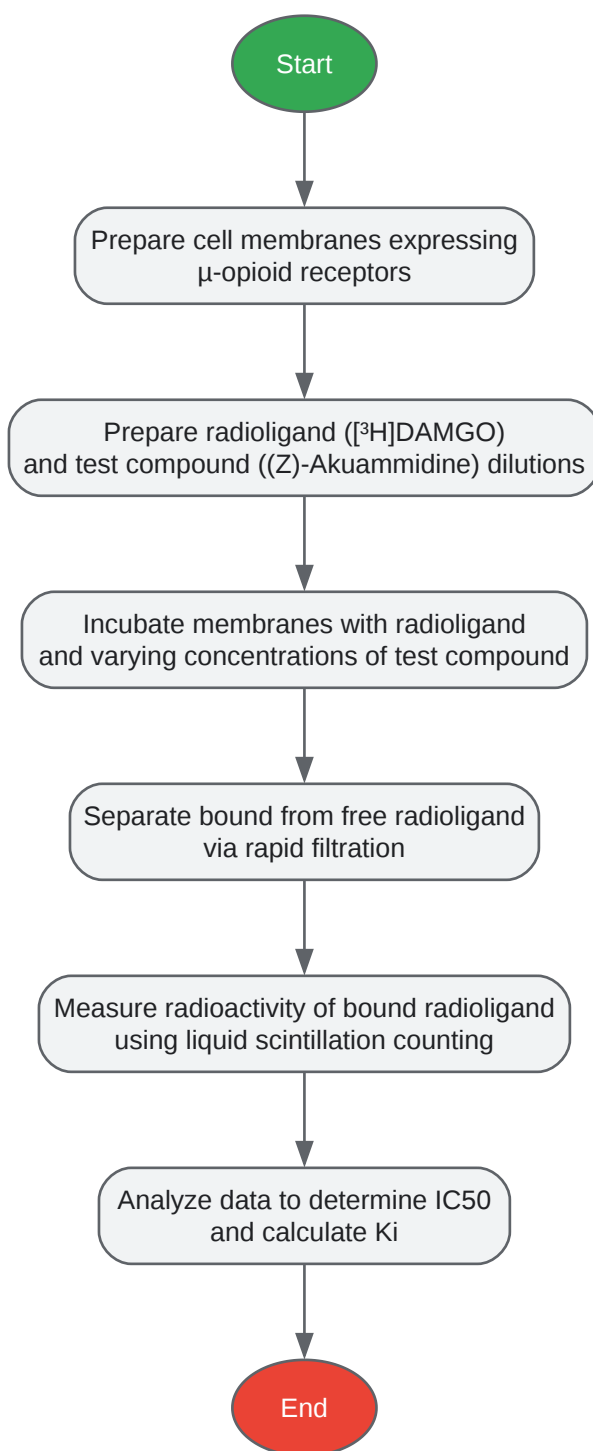 Start
Prepare cell membranes expressing
µ-opioid receptors
Prepare radioligand ([³H]DAMGO)
and test compound ((Z)-Akuammidine) dilutions
Incubate membranes with radioligand
and varying concentrations of test compound
Separate bound from free radioligand
via rapid filtration
Measure radioactivity of bound radioligand
using liquid scintillation counting
Analyze data to determine IC50
and calculate Ki
End